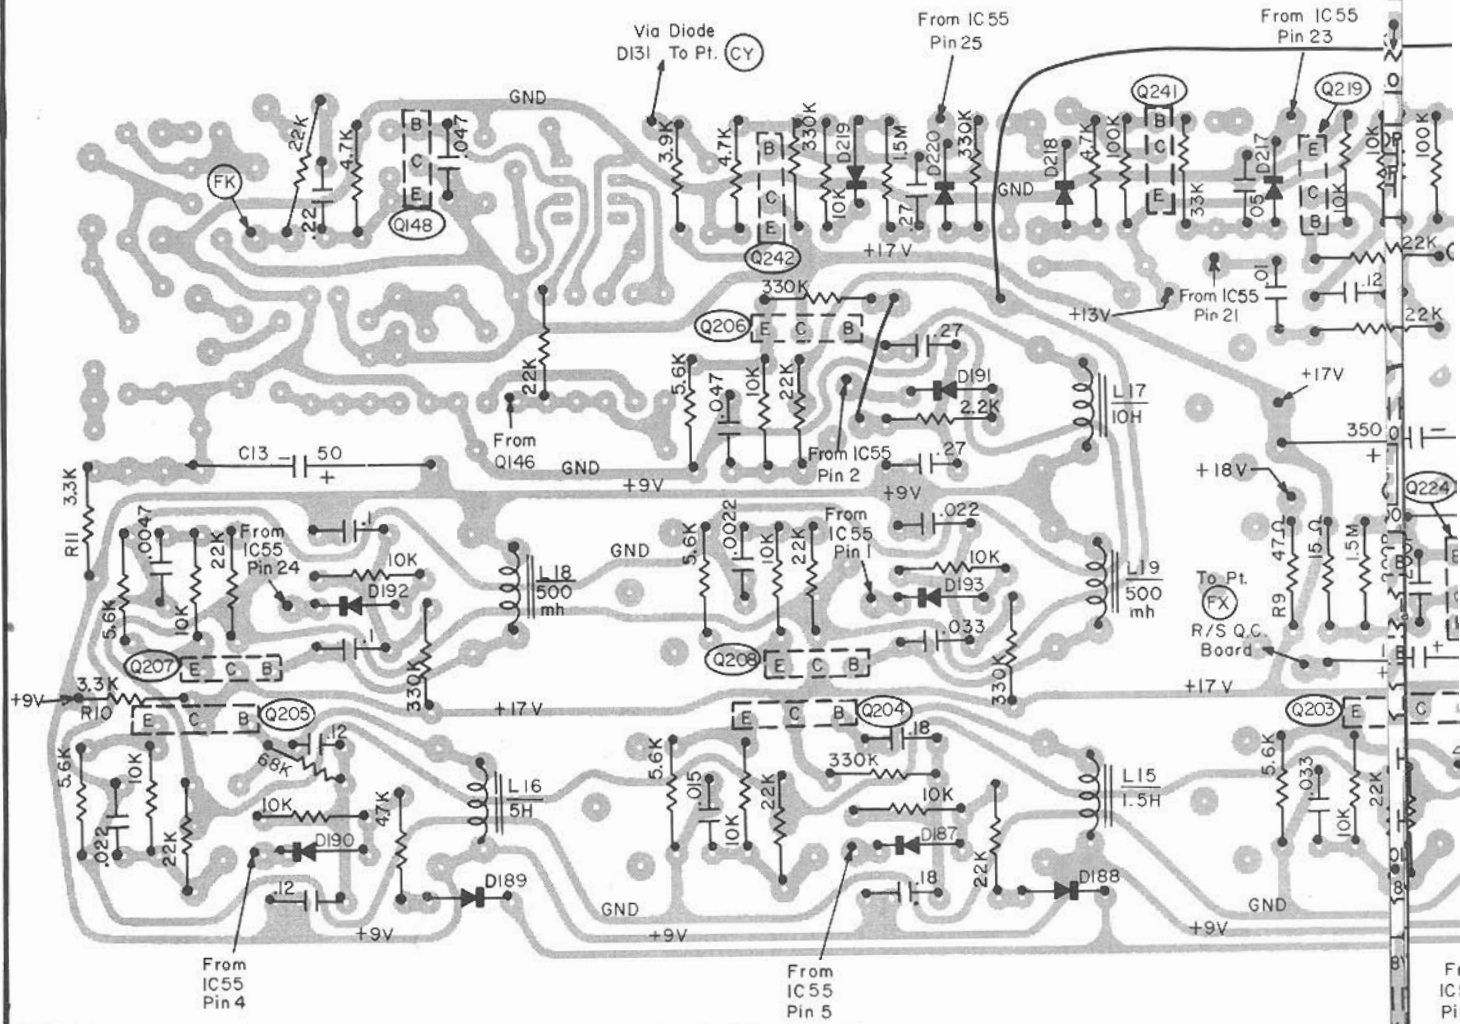 Via Diode
D131 To Pt. CY
From IC55
Pin 25
From IC55
Pin 23
GND
22K
4.7K
B
C
E
.047
FK
.22
Q148
3.9K
4.7K
B
C
E
Q242
330K
10K
D219
1.5M
.27
D220
330K
GND
D218
4.7K
100K
Q241
B
C
E
33K
.05
D217
Q219
E
C
B
10K
10K
100K
+17V
22K
.01
.12
22K
From IC55
Pin 21
+13V
330K
Q206
E C B
22K
5.6K
.047
10K
22K
.27
D191
2.2K
.27
From IC55
Pin 2
L17
10H
+17V
350
+
-
C13 - 50
+
From
Q146
GND
+9V
+9V
+18V
Q224
3.3K
R11
5.6K
.0047
10K
22K
From
IC55
Pin 24
.1
10K
D192
.1
L18
500
mh
GND
330K
Q207
E C B
5.6K
.0022
10K
22K
From
IC55
Pin 1
.022
10K
D193
.033
L19
500
mh
330K
Q208
E C B
47Ω
R9
15Ω
1.5M
To Pt.
FX
R/S Q.C.
Board
+
+9V
3.3K
R10
E C B
Q205
+17V
E C B
Q204
+17V
Q203
E C
5.6K
10K
.022
22K
.12
68K
10K
D190
.12
47K
L16
5H
D189
5.6K
.015
10K
22K
.18
330K
10K
D187
.18
22K
L15
1.5H
D188
5.6K
.033
10K
22K
GND
GND
+9V
+9V
+9V
From
IC55
Pin 4
From
IC55
Pin 5